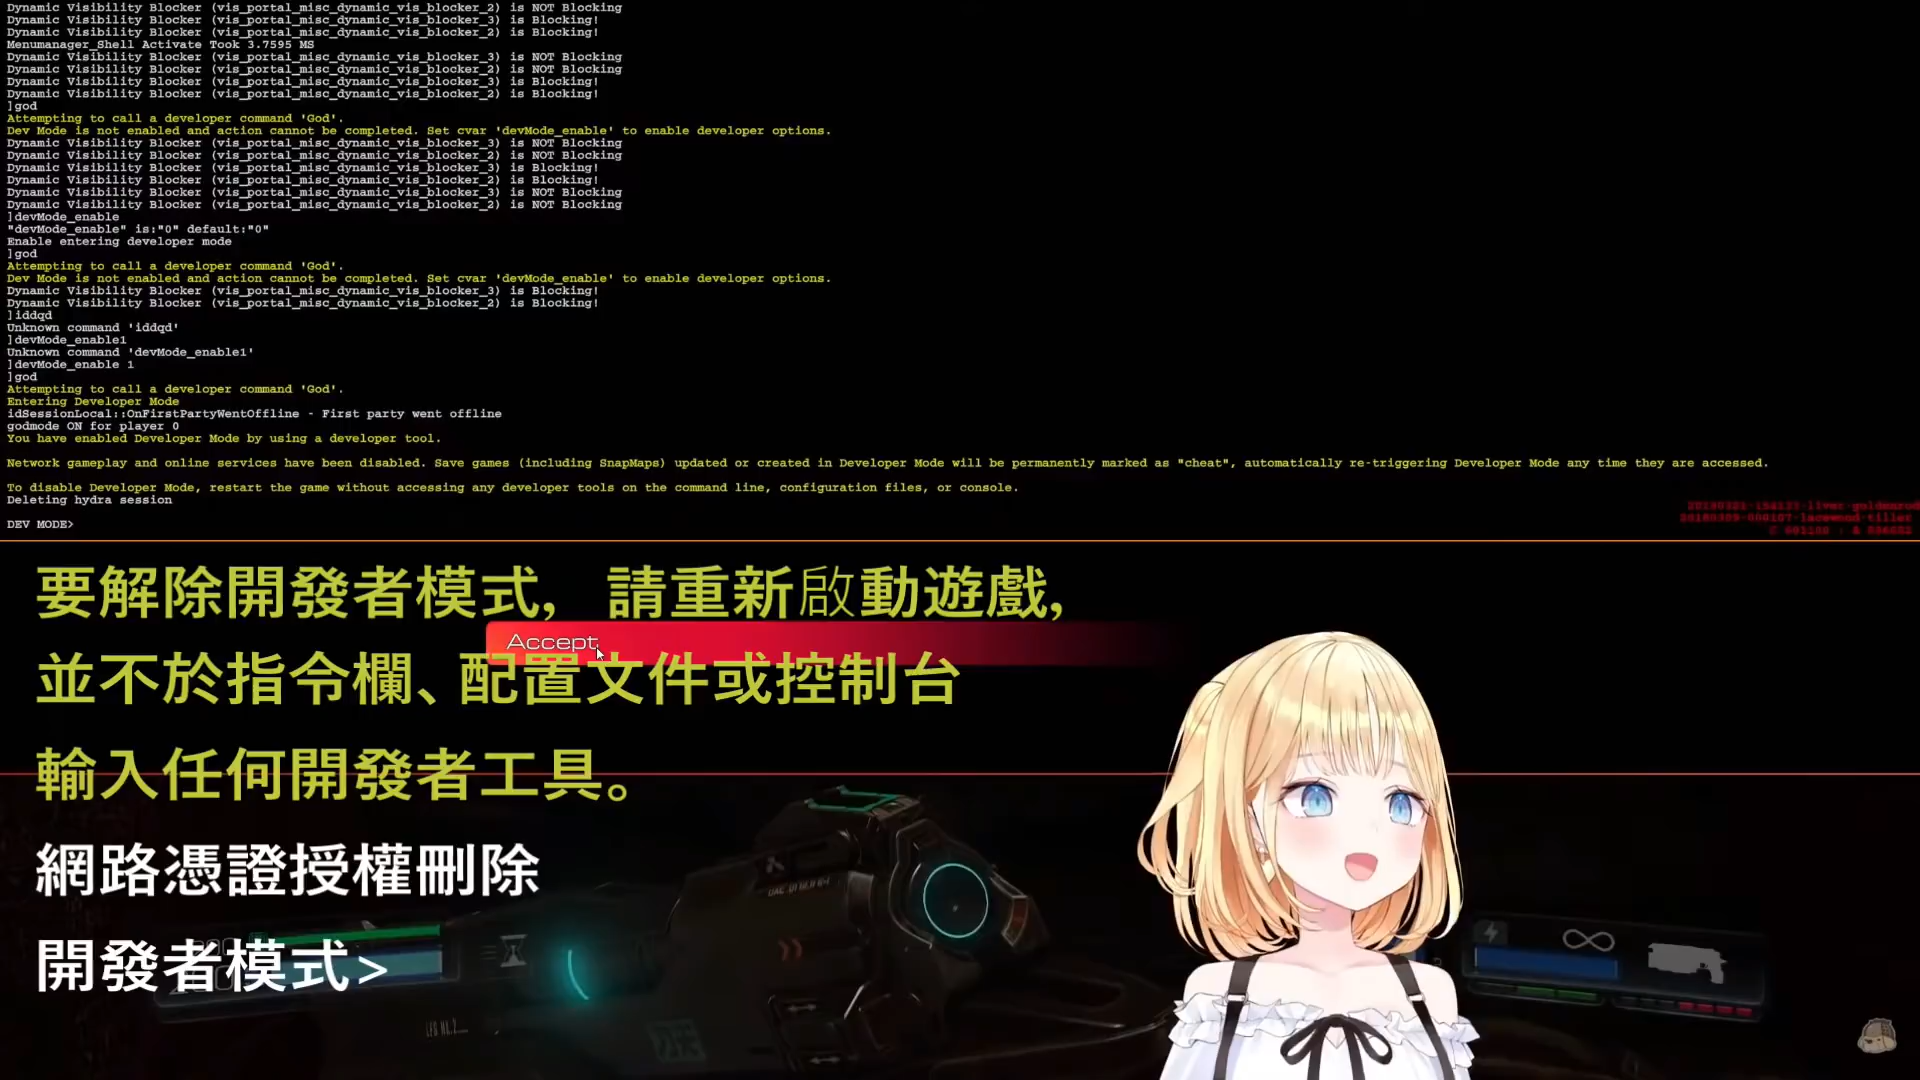 Dynamic Visibility Blocker (vis_portal_misc_dynamic_vis_blocker_2) is NOT Blocking
Dynamic Visibility Blocker (vis_portal_misc_dynamic_vis_blocker_3) is Blocking!
Dynamic Visibility Blocker (vis_portal_misc_dynamic_vis_blocker_2) is Blocking!
Menumanager_Shell Activate Took 3.7595 MS
Dynamic Visibility Blocker (vis_portal_misc_dynamic_vis_blocker_3) is NOT Blocking
Dynamic Visibility Blocker (vis_portal_misc_dynamic_vis_blocker_2) is NOT Blocking
Dynamic Visibility Blocker (vis_portal_misc_dynamic_vis_blocker_3) is Blocking!
Dynamic Visibility Blocker (vis_portal_misc_dynamic_vis_blocker_2) is Blocking!
]god
Attempting to call a developer command 'God'.
Dev Mode is not enabled and action cannot be completed. Set cvar 'devMode_enable' to enable developer options.
Dynamic Visibility Blocker (vis_portal_misc_dynamic_vis_blocker_3) is NOT Blocking
Dynamic Visibility Blocker (vis_portal_misc_dynamic_vis_blocker_2) is NOT Blocking
Dynamic Visibility Blocker (vis_portal_misc_dynamic_vis_blocker_3) is Blocking!
Dynamic Visibility Blocker (vis_portal_misc_dynamic_vis_blocker_2) is Blocking!
Dynamic Visibility Blocker (vis_portal_misc_dynamic_vis_blocker_3) is NOT Blocking
Dynamic Visibility Blocker (vis_portal_misc_dynamic_vis_blocker_2) is NOT Blocking
]devMode_enable
"devMode_enable" is:"0" default:"0"
Enable entering developer mode
]god
Attempting to call a developer command 'God'.
Dev Mode is not enabled and action cannot be completed. Set cvar 'devMode_enable' to enable developer options.
Dynamic Visibility Blocker (vis_portal_misc_dynamic_vis_blocker_3) is Blocking!
Dynamic Visibility Blocker (vis_portal_misc_dynamic_vis_blocker_2) is Blocking!
]iddqd
Unknown command 'iddqd'
]devMode_enable1
Unknown command 'devMode_enable1'
]devMode_enable 1
]god
Attempting to call a developer command 'God'.
Entering Developer Mode
idSessionLocal::OnFirstPartyWentOffline - First party went offline
godmode ON for player 0
You have enabled Developer Mode by using a developer tool.
Network gameplay and online services have been disabled. Save games (including SnapMaps) updated or created in Developer Mode will be permanently marked as "cheat", automatically re-triggering Developer Mode any time they are accessed.
To disable Developer Mode, restart the game without accessing any developer tools on the command line, configuration files, or console.
Deleting hydra session
DEV MODE>
要解除開發者模式, 請重新啟動遊戲,
Accept
並不於指令欄、配置文件或控制台
輸入任何開發者工具。
網路憑證授權刪除
開發者模式>